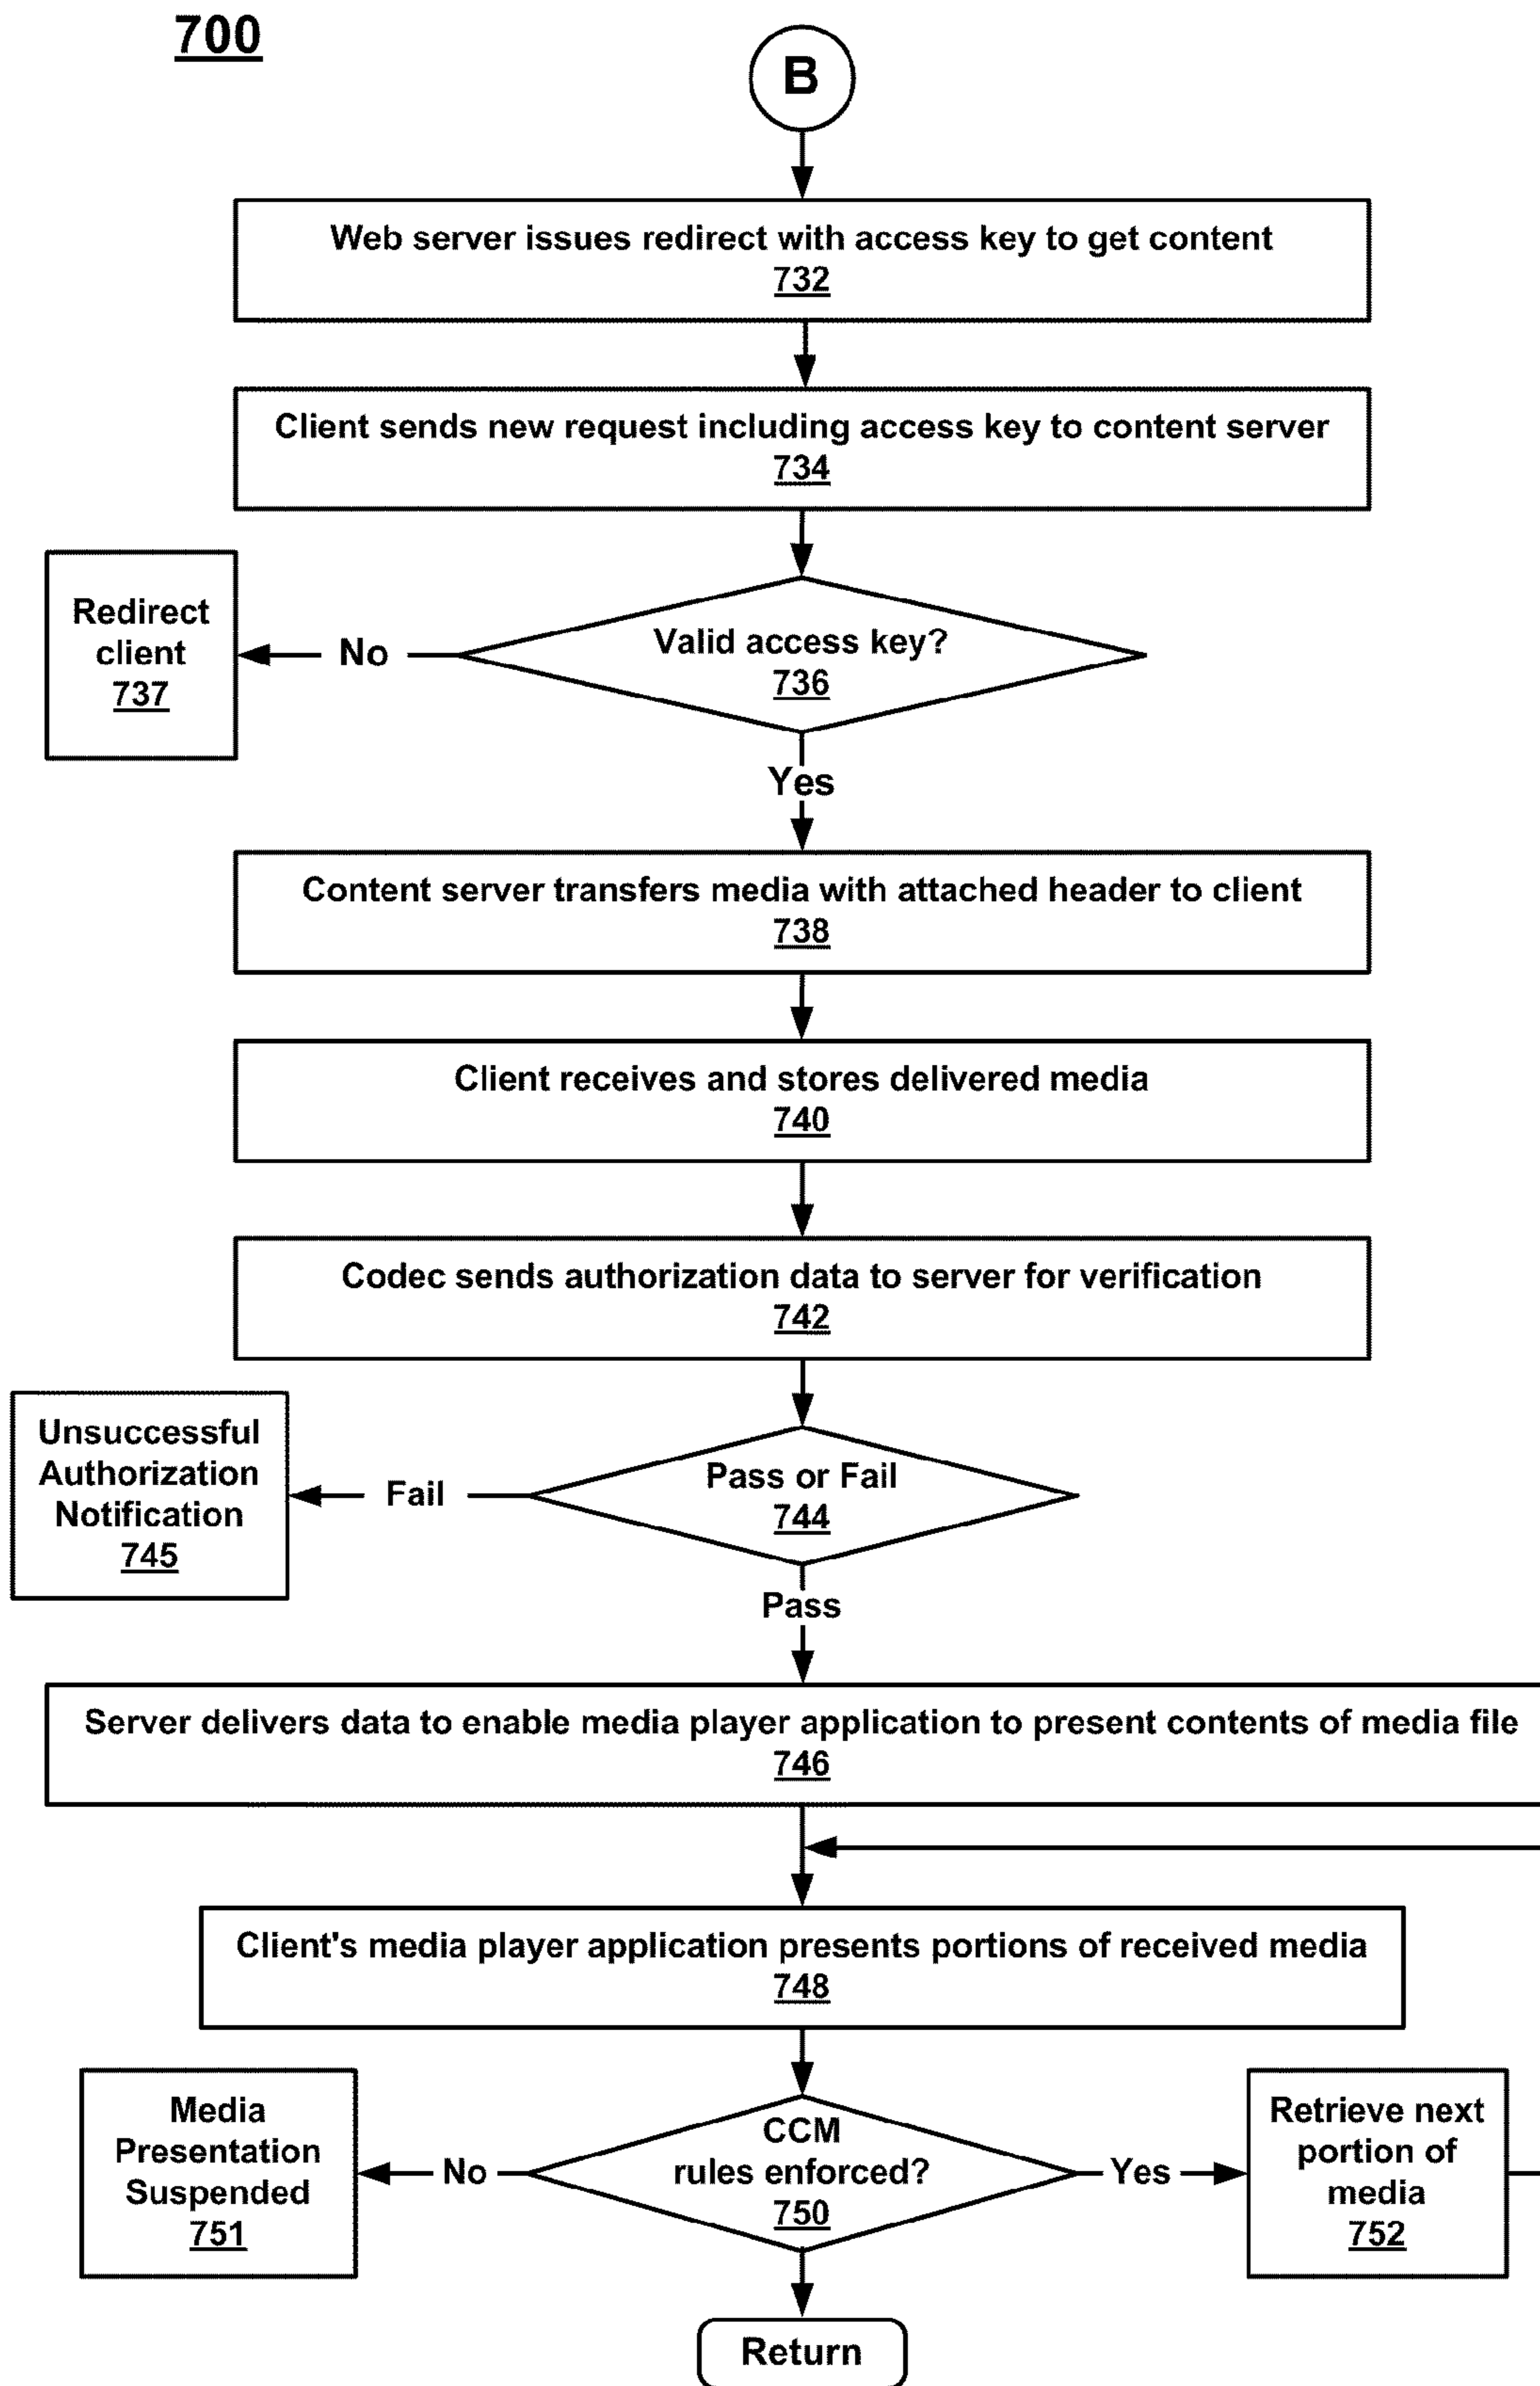 700
B
Web server issues redirect with access key to get content
732
Client sends new request including access key to content server
734
Redirect
client
737
No
Valid access key?
736
Yes
Content server transfers media with attached header to client
738
Client receives and stores delivered media
740
Codec sends authorization data to server for verification
742
Unsuccessful
Authorization
Notification
745
Fail
Pass or Fail
744
Pass
Server delivers data to enable media player application to present contents of media file
746
Client's media player application presents portions of received media
748
Media
Presentation
Suspended
751
No
CCM
rules enforced?
750
Yes
Retrieve next
portion of
media
752
Return